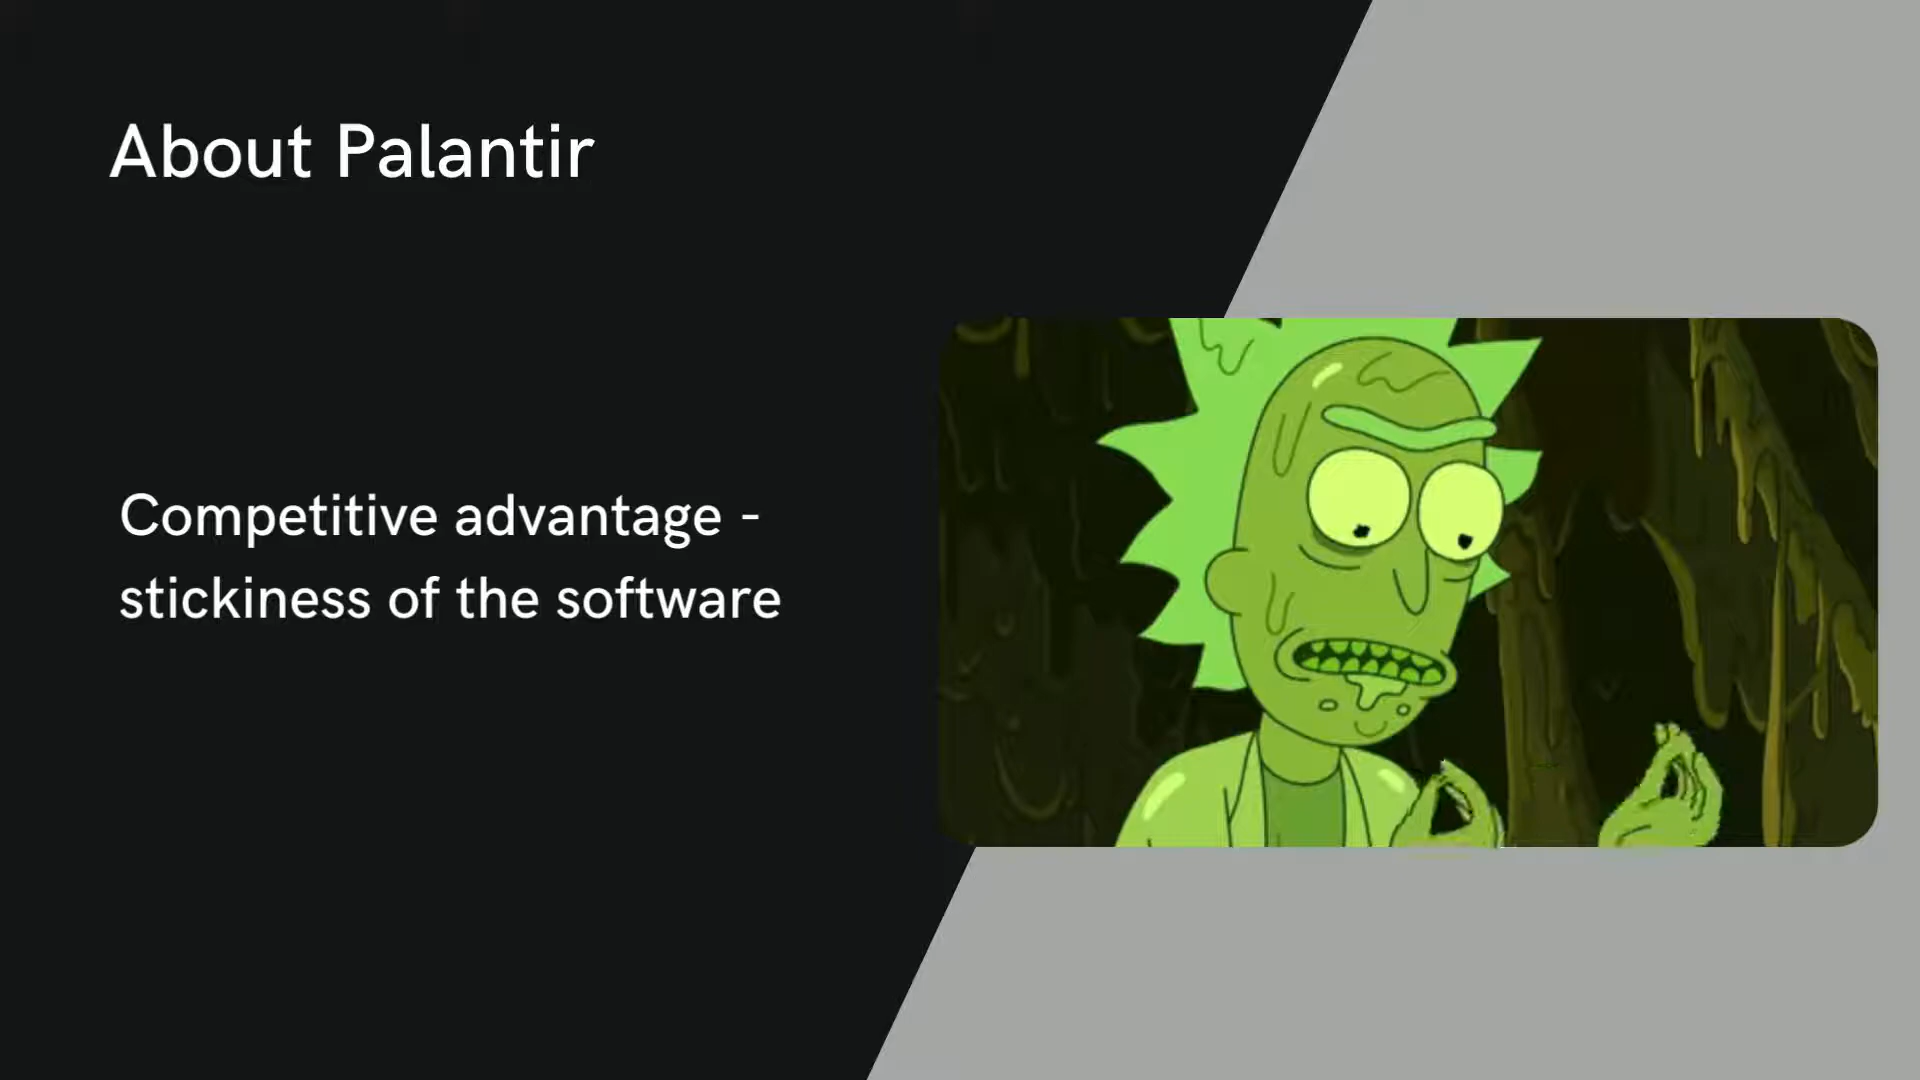 About Palantir
Competitive advantage -
stickiness of the software